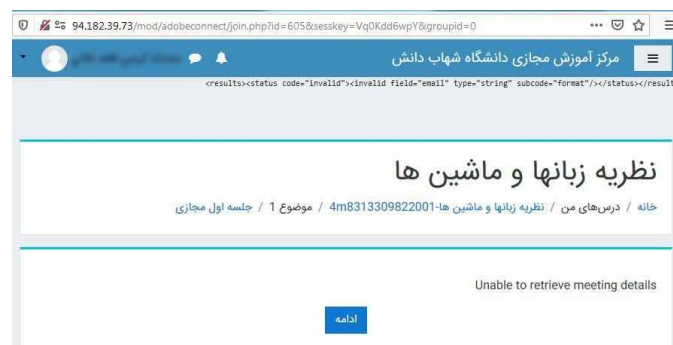 94.182.39.73/mod/adobeconnect/join.php?id=605&sesskey=Vq0Kdd6wpY&groupid=0
مرکز آموزش مجازی دانشگاه شهاب دانش
<results><status code="invalid"><invalid field="email" type="string" subcode="format"/></status></result
نظریه زبانها و ماشین ها
خانه / درس‌های من / نظریه زبانها و ماشین ها-4m8313309822001 / موضوع 1 / جلسه اول مجازی
Unable to retrieve meeting details
ادامه